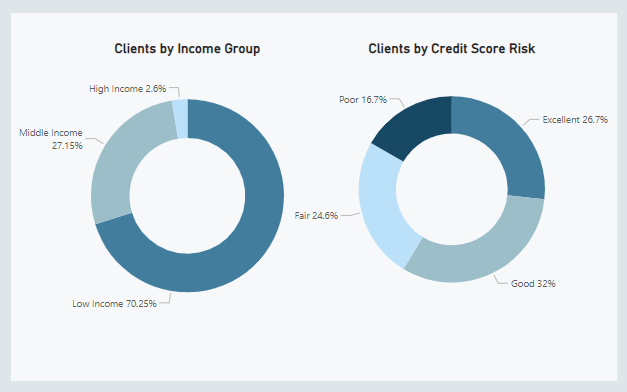 Clients by Income Group
High Income 2.6%
Middle Income
27.15%
Low Income 70.25%
Clients by Credit Score Risk
Poor 16.7%
Excellent 26.7%
Fair 24.6%
Good 32%